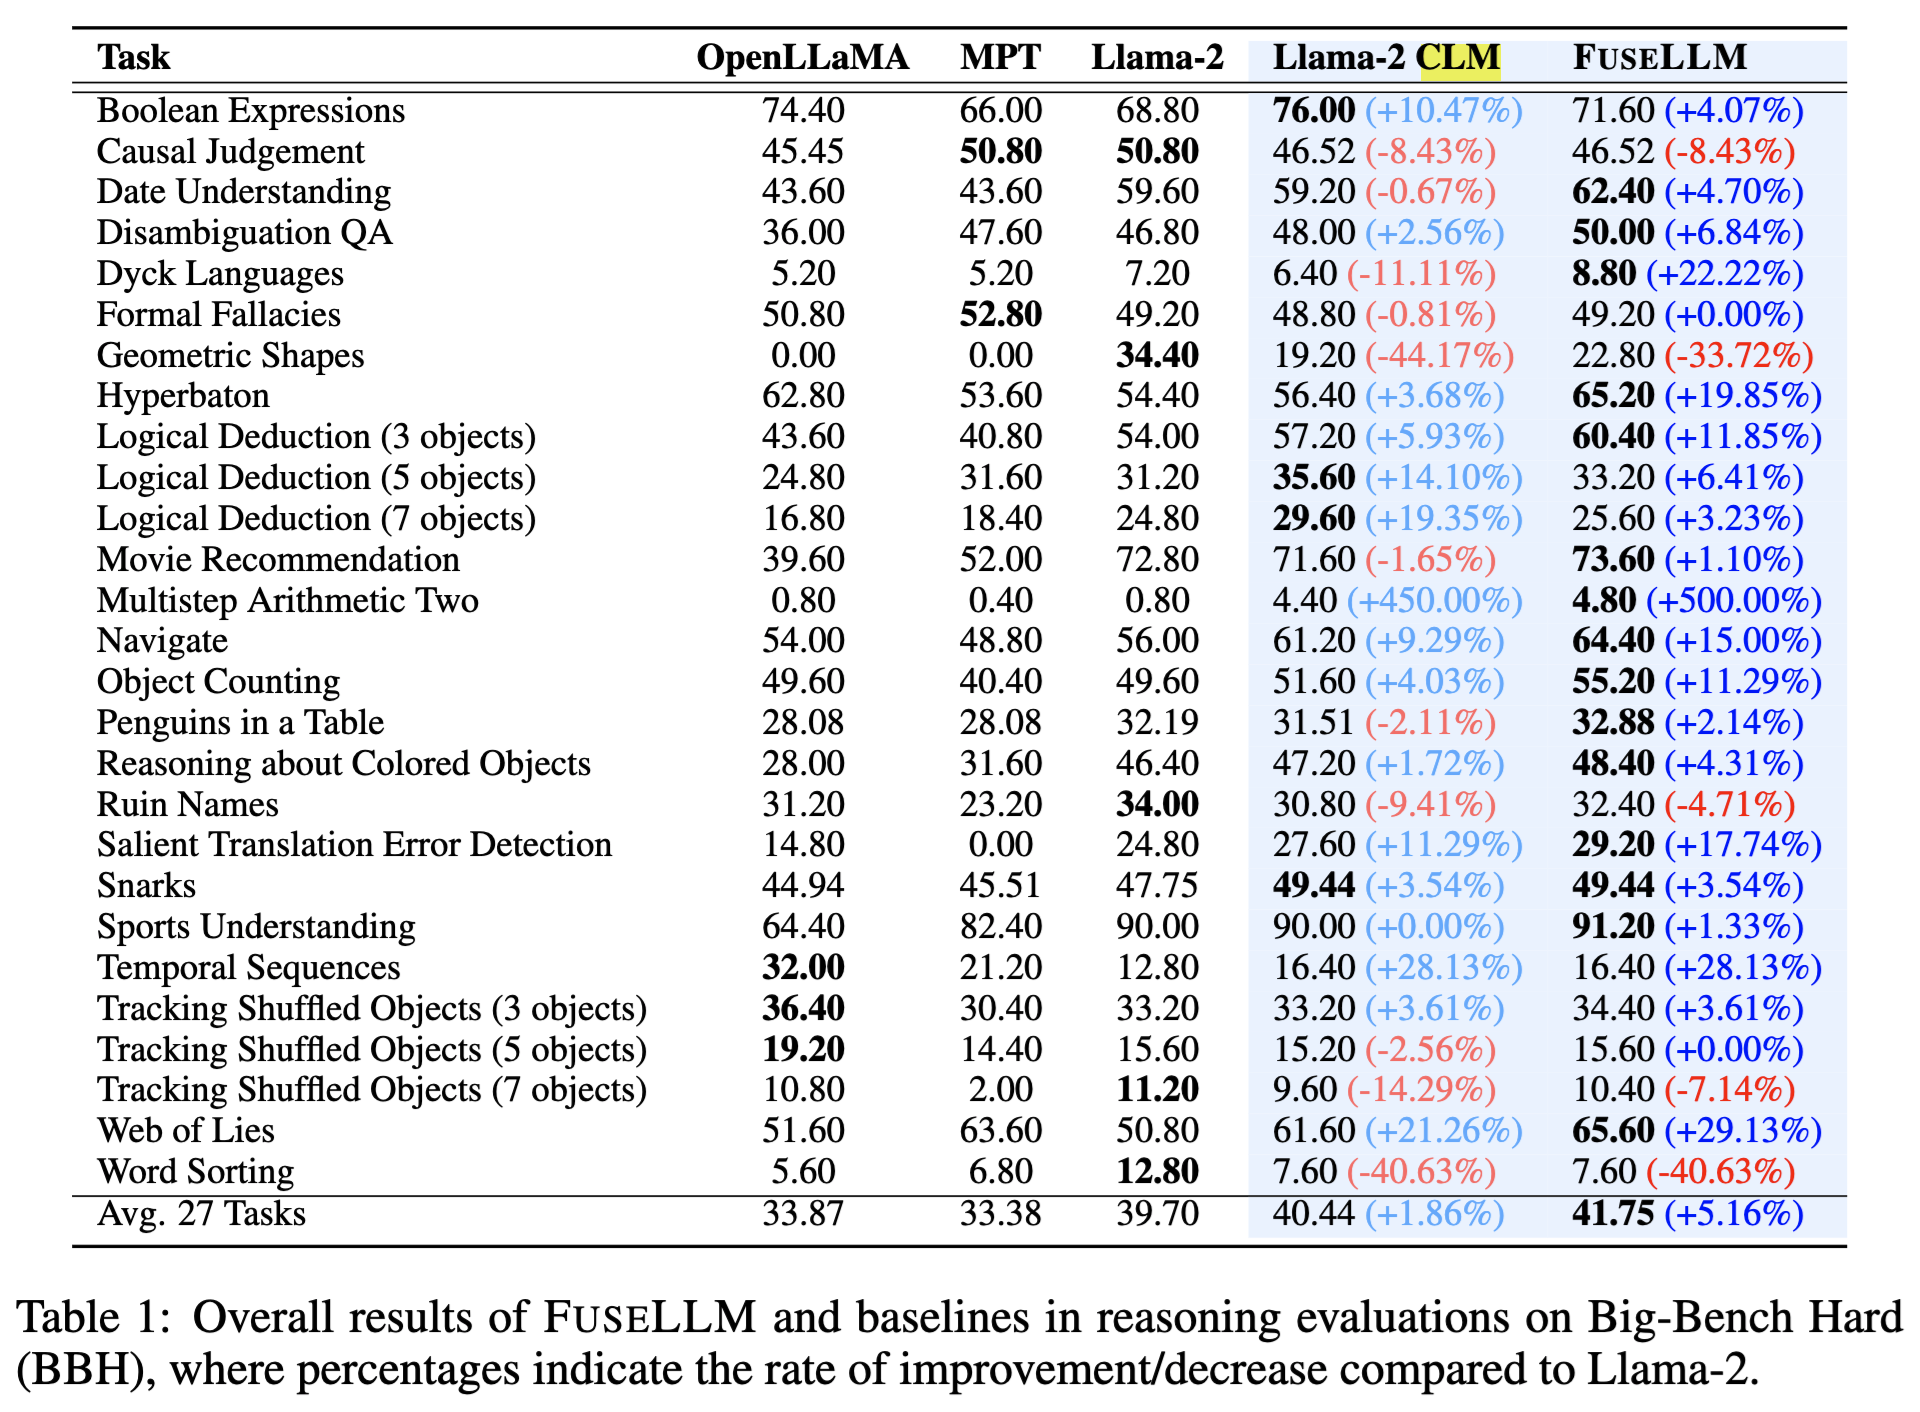 Task OpenLLaMA MPT Llama-2 Llama-2 CLM FUSELLM
Boolean Expressions 74.40 66.00 68.80 76.00 (+10.47%) 71.60 (+4.07%)
Causal Judgement 45.45 50.80 50.80 46.52 (-8.43%) 46.52 (-8.43%)
Date Understanding 43.60 43.60 59.60 59.20 (-0.67%) 62.40 (+4.70%)
Disambiguation QA 36.00 47.60 46.80 48.00 (+2.56%) 50.00 (+6.84%)
Dyck Languages 5.20 5.20 7.20 6.40 (-11.11%) 8.80 (+22.22%)
Formal Fallacies 50.80 52.80 49.20 48.80 (-0.81%) 49.20 (+0.00%)
Geometric Shapes 0.00 0.00 34.40 19.20 (-44.17%) 22.80 (-33.72%)
Hyperbaton 62.80 53.60 54.40 56.40 (+3.68%) 65.20 (+19.85%)
Logical Deduction (3 objects) 43.60 40.80 54.00 57.20 (+5.93%) 60.40 (+11.85%)
Logical Deduction (5 objects) 24.80 31.60 31.20 35.60 (+14.10%) 33.20 (+6.41%)
Logical Deduction (7 objects) 16.80 18.40 24.80 29.60 (+19.35%) 25.60 (+3.23%)
Movie Recommendation 39.60 52.00 72.80 71.60 (-1.65%) 73.60 (+1.10%)
Multistep Arithmetic Two 0.80 0.40 0.80 4.40 (+450.00%) 4.80 (+500.00%)
Navigate 54.00 48.80 56.00 61.20 (+9.29%) 64.40 (+15.00%)
Object Counting 49.60 40.40 49.60 51.60 (+4.03%) 55.20 (+11.29%)
Penguins in a Table 28.08 28.08 32.19 31.51 (-2.11%) 32.88 (+2.14%)
Reasoning about Colored Objects 28.00 31.60 46.40 47.20 (+1.72%) 48.40 (+4.31%)
Ruin Names 31.20 23.20 34.00 30.80 (-9.41%) 32.40 (-4.71%)
Salient Translation Error Detection 14.80 0.00 24.80 27.60 (+11.29%) 29.20 (+17.74%)
Snarks 44.94 45.51 47.75 49.44 (+3.54%) 49.44 (+3.54%)
Sports Understanding 64.40 82.40 90.00 90.00 (+0.00%) 91.20 (+1.33%)
Temporal Sequences 32.00 21.20 12.80 16.40 (+28.13%) 16.40 (+28.13%)
Tracking Shuffled Objects (3 objects) 36.40 30.40 33.20 33.20 (+3.61%) 34.40 (+3.61%)
Tracking Shuffled Objects (5 objects) 19.20 14.40 15.60 15.20 (-2.56%) 15.60 (+0.00%)
Tracking Shuffled Objects (7 objects) 10.80 2.00 11.20 9.60 (-14.29%) 10.40 (-7.14%)
Web of Lies 51.60 63.60 50.80 61.60 (+21.26%) 65.60 (+29.13%)
Word Sorting 5.60 6.80 12.80 7.60 (-40.63%) 7.60 (-40.63%)
Avg. 27 Tasks 33.87 33.38 39.70 40.44 (+1.86%) 41.75 (+5.16%)
Table 1: Overall results of FUSELLM and baselines in reasoning evaluations on Big-Bench Hard
(BBH), where percentages indicate the rate of improvement/decrease compared to Llama-2.